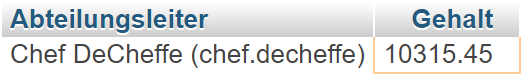 Abteilungsleiter Gehalt
Chef DeCheffe (chef.decheffe) 10315.45